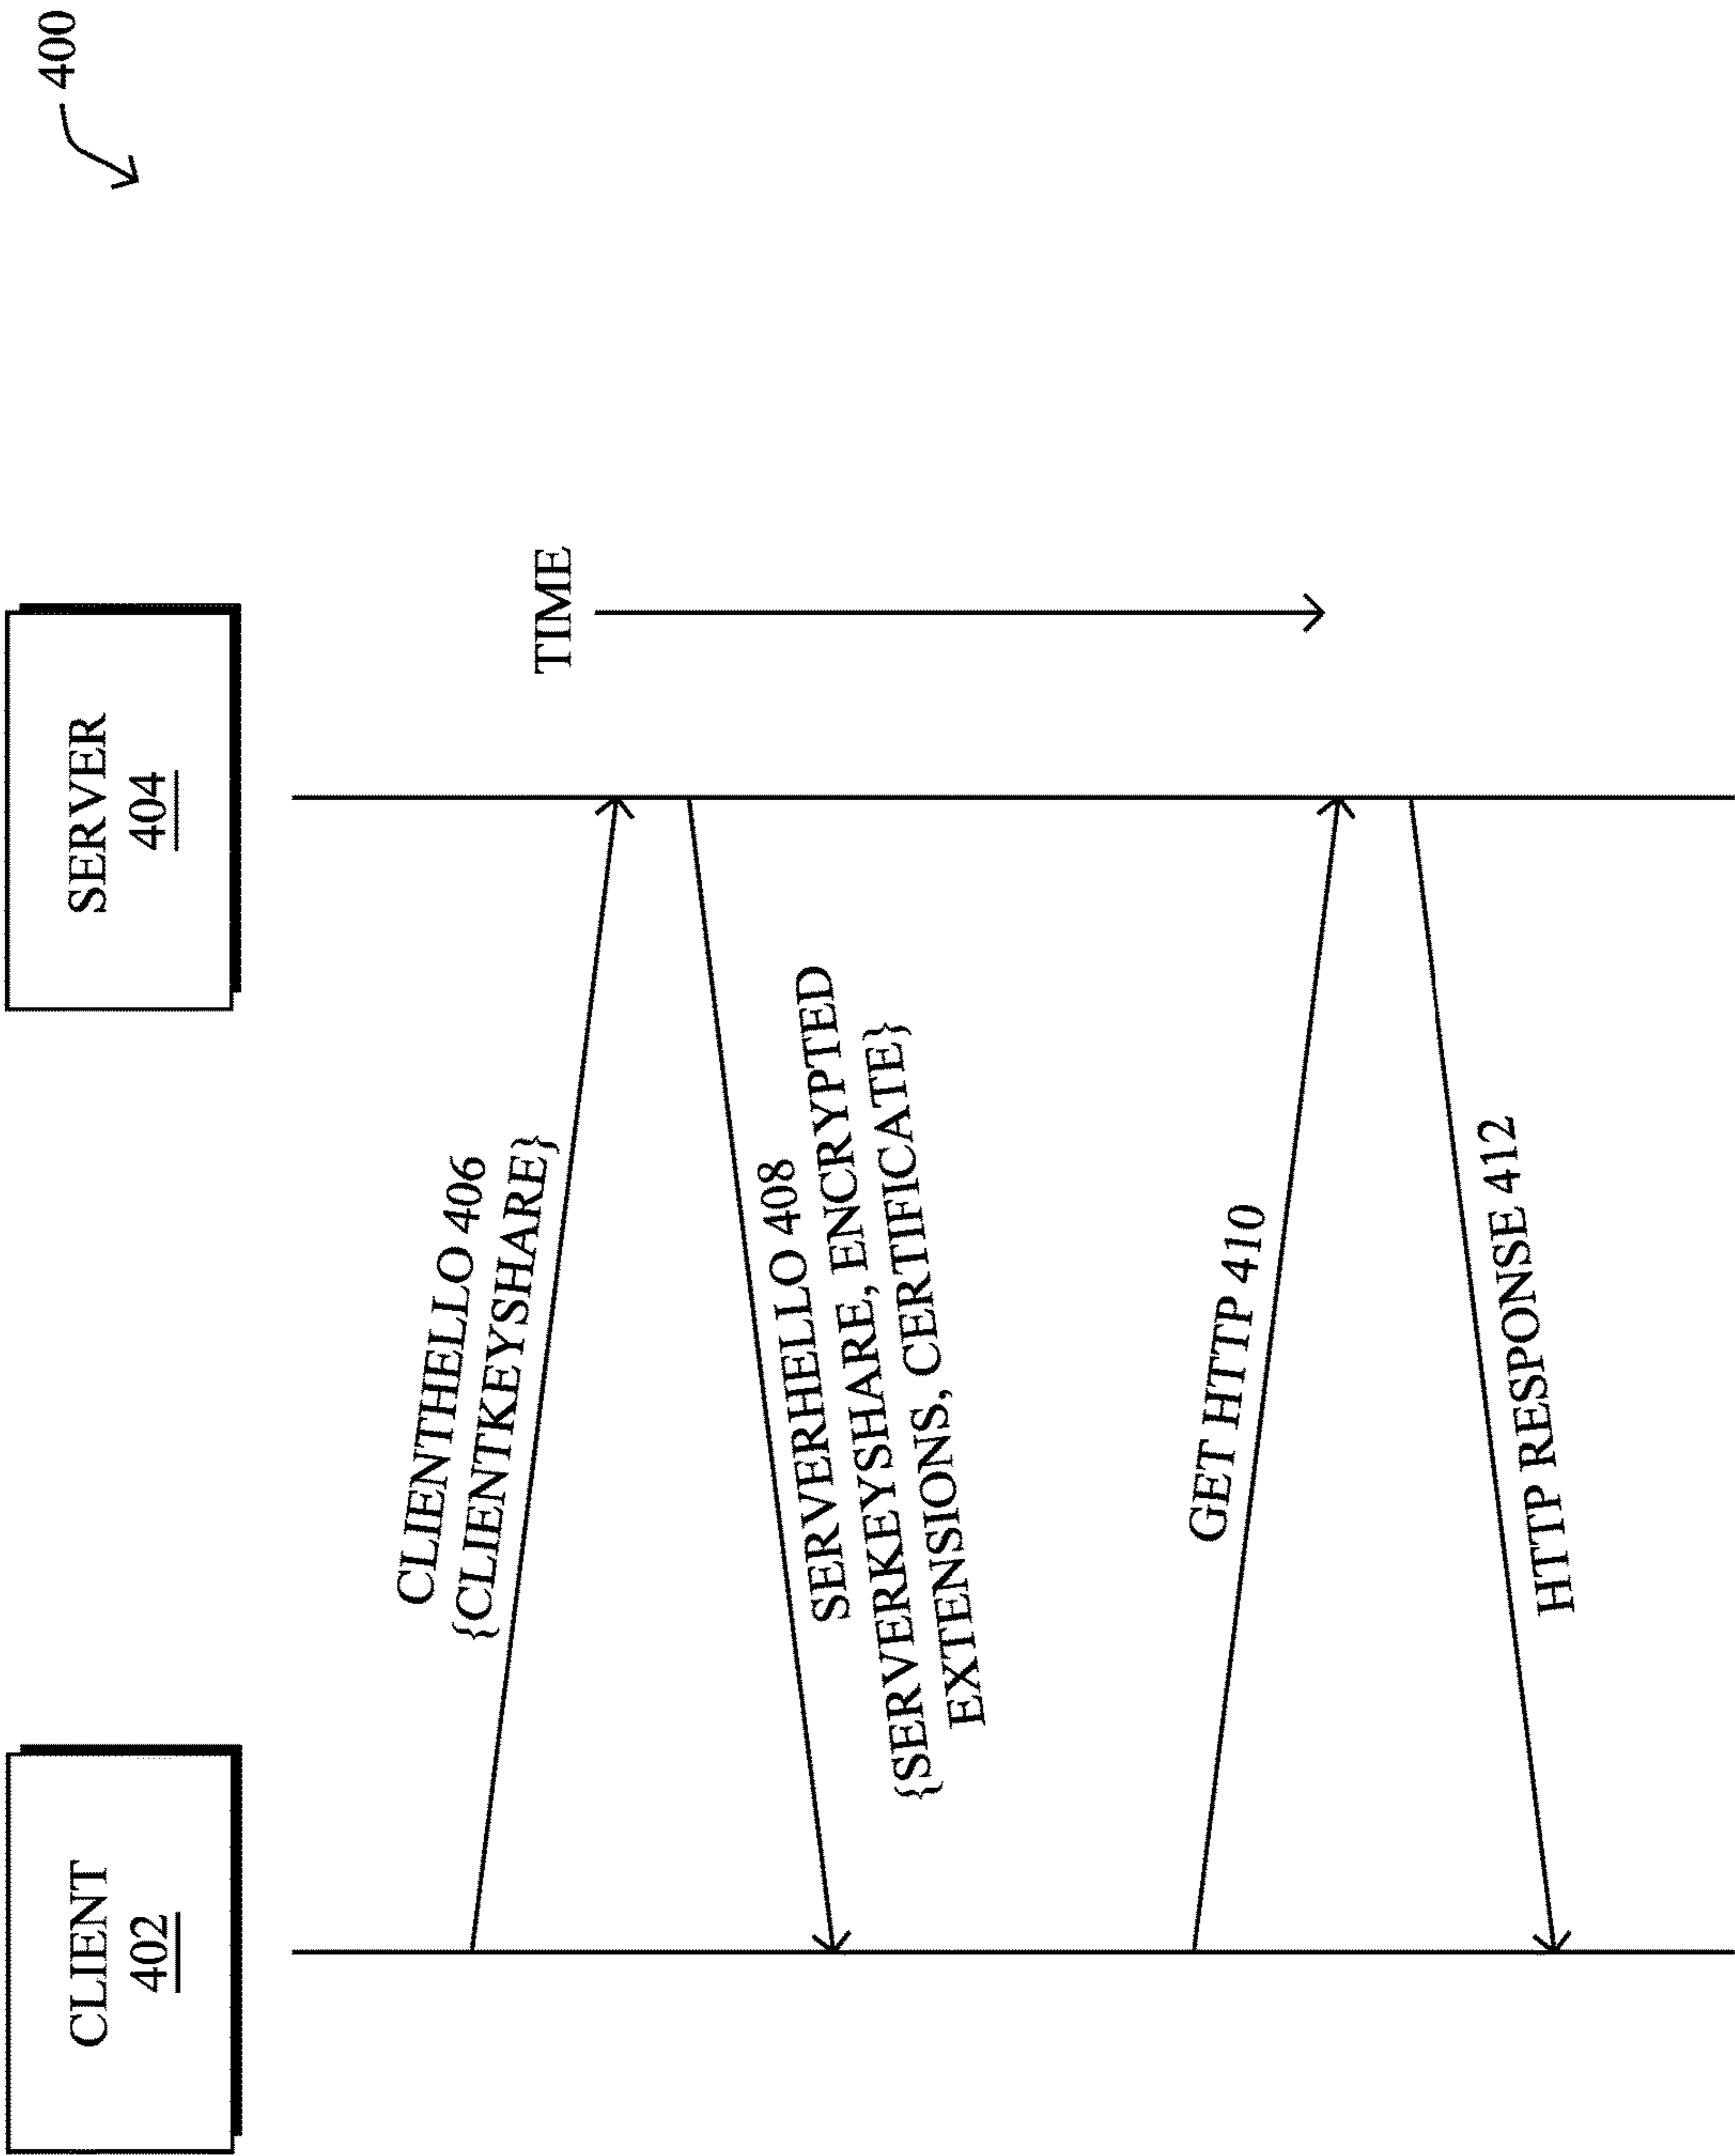 400
CLIENT
402
SERVER
404
TIME
CLIENTHELLO 406
{CLIENTKEYSHARE}
SERVERHELLO 408
SERVERKEYSHARE, ENCRYPTED
{SERVERKEYSHARE, CERTIFICATE}
EXTENSIONS, CERTIFICATE}
GET HTTP 410
HTTP RESPONSE 412